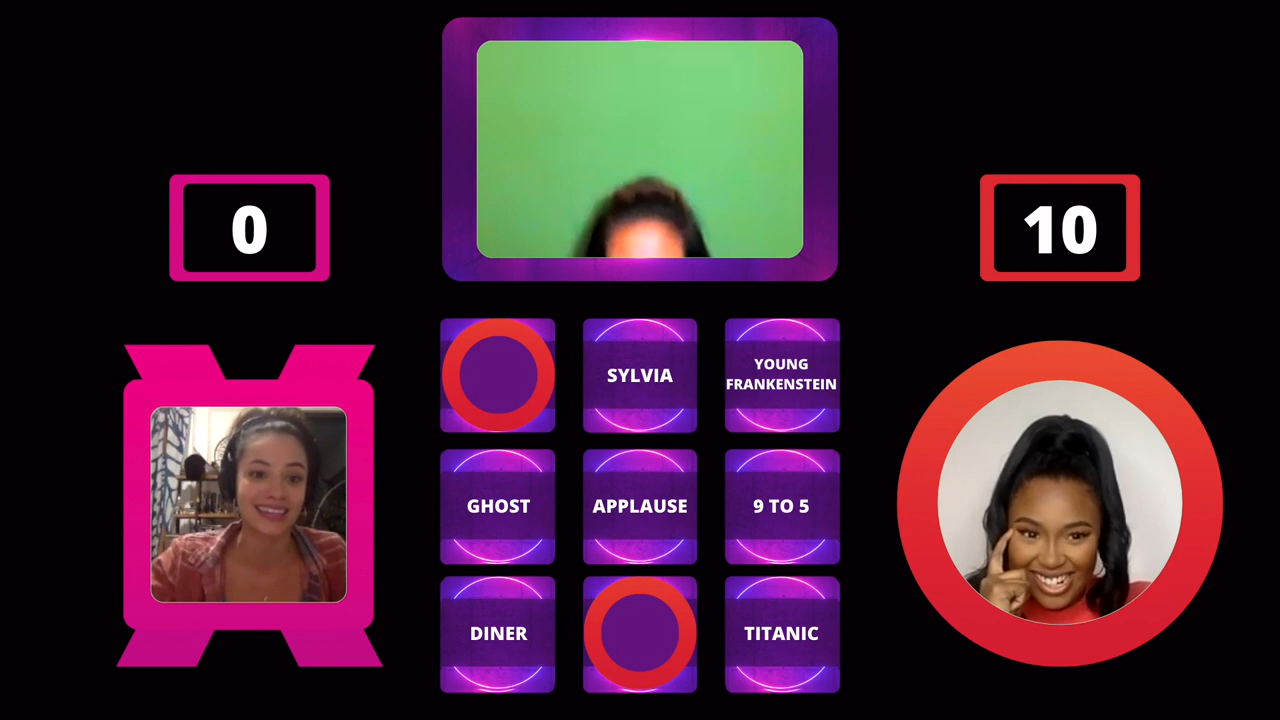 0
10
SYLVIA
YOUNG
FRANKENSTEIN
GHOST
APPLAUSE
9 TO 5
DINER
TITANIC